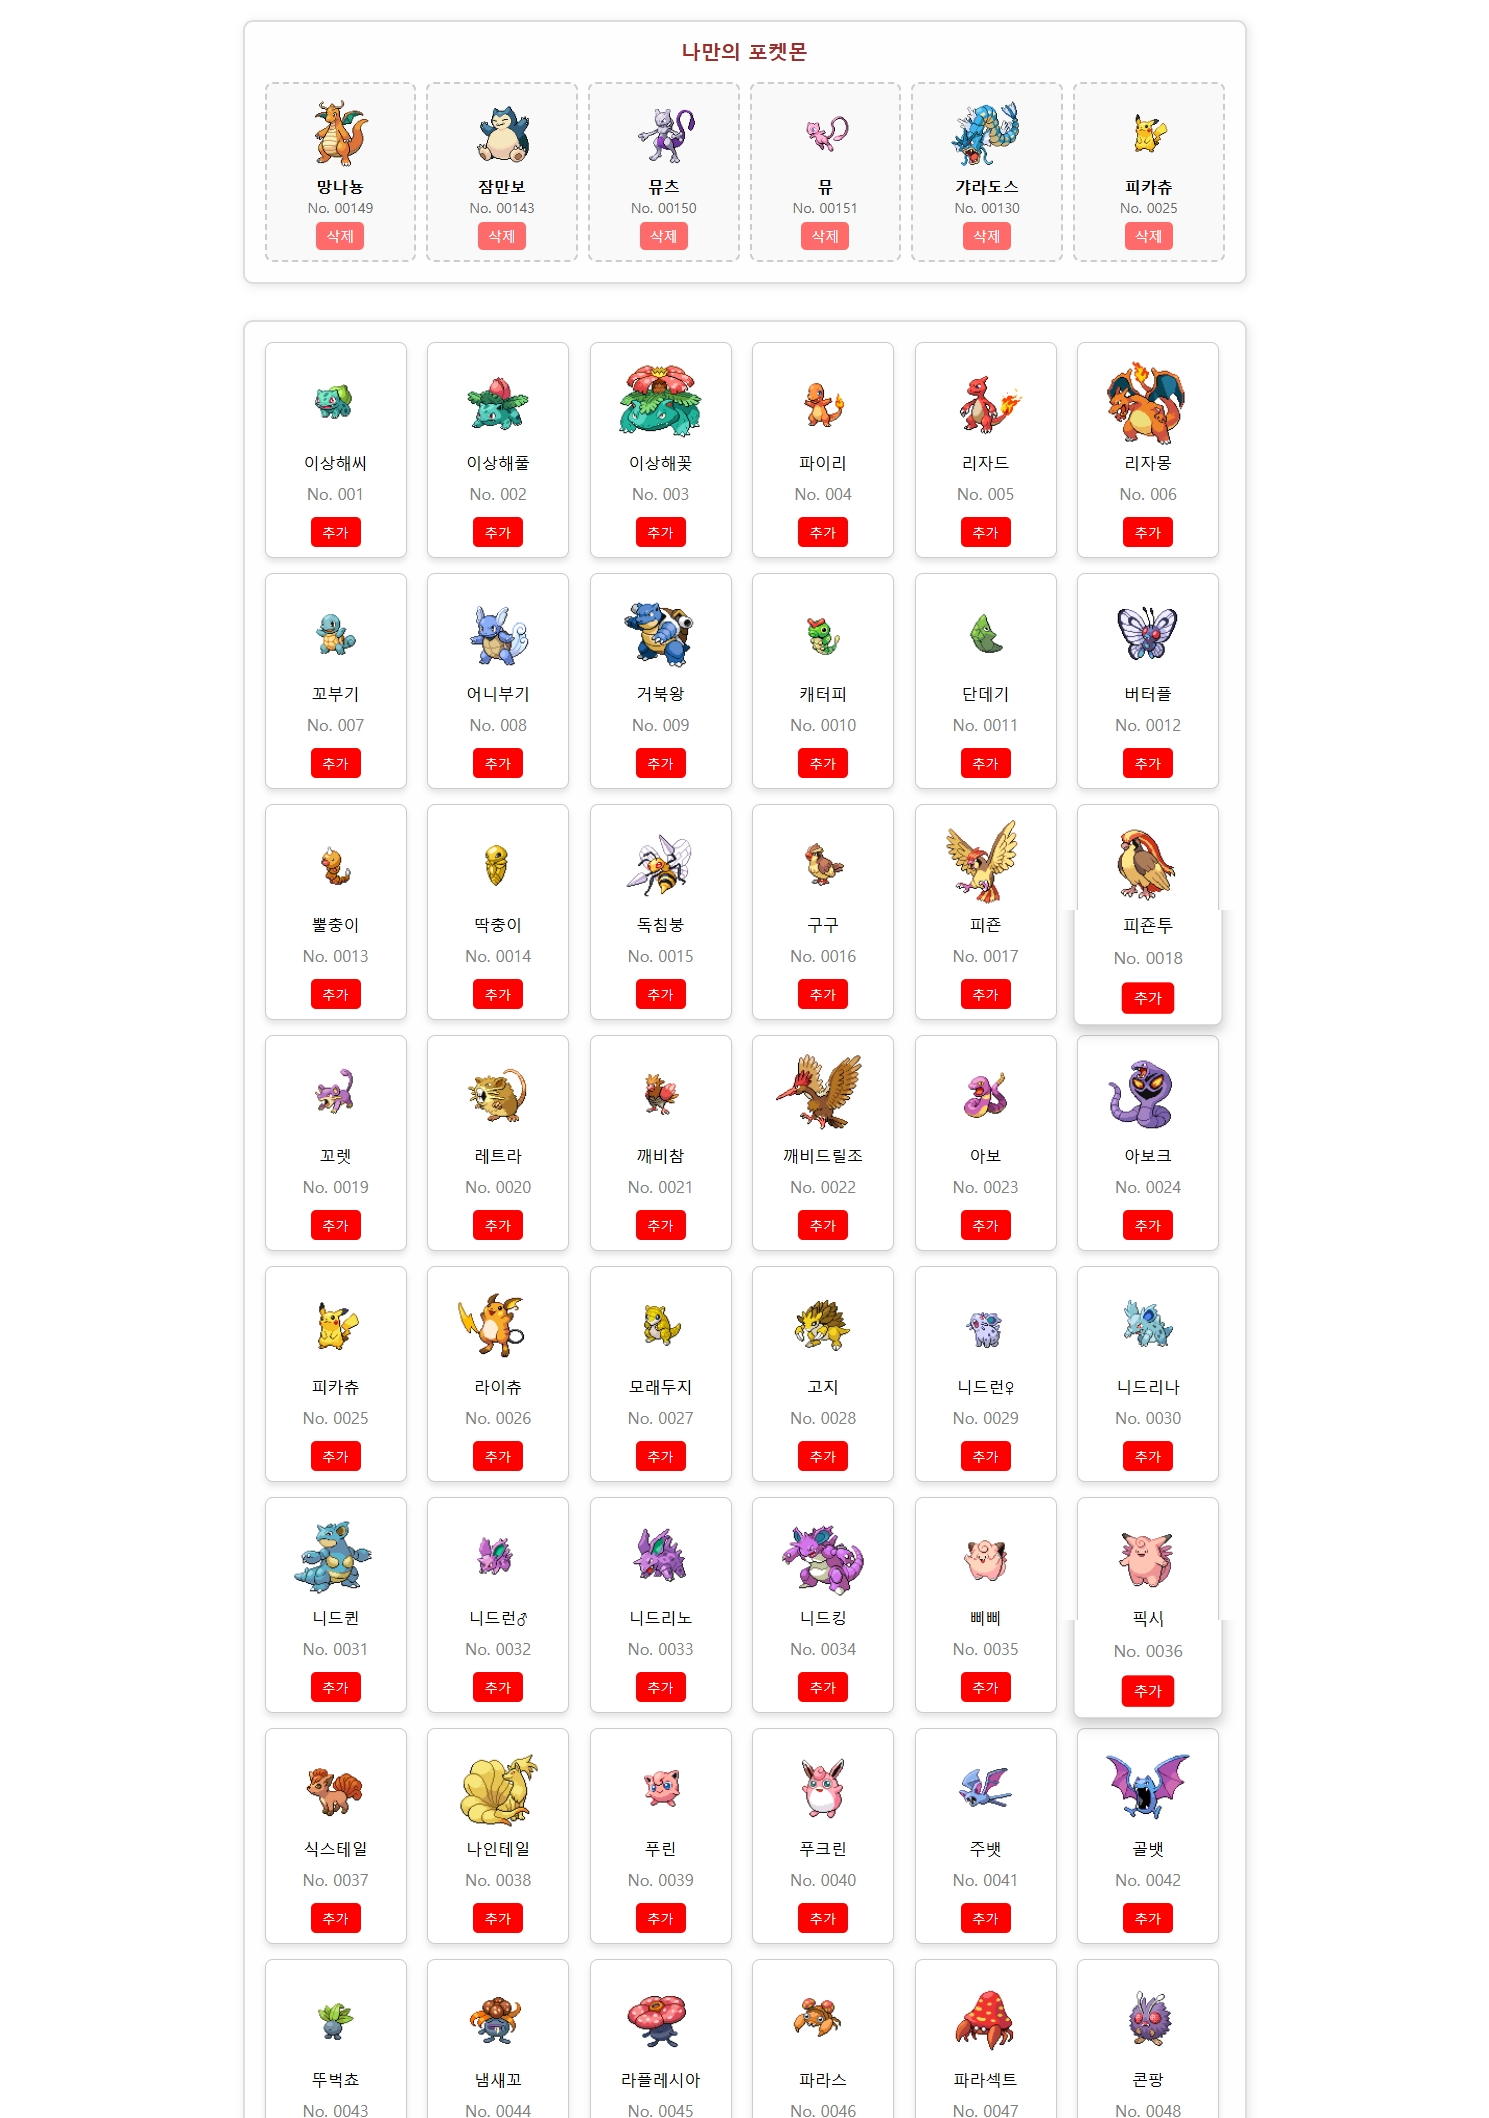 나만의 포켓몬
망나뇽 잠만보 뮤츠 뮤 갸라도스 피카츄
No. 00149 No. 00143 No. 00150 No. 00151 No. 00130 No. 0025
삭제 삭제 삭제 삭제 삭제 삭제
이상해씨 이상해풀 이상해꽃 파이리 리자드 리자몽
No. 001 No. 002 No. 003 No. 004 No. 005 No. 006
추가 추가 추가 추가 추가 추가
꼬부기 어니부기 거북왕 캐터피 단데기 버터플
No. 007 No. 008 No. 009 No. 0010 No. 0011 No. 0012
추가 추가 추가 추가 추가 추가
뿔충이 딱충이 독침붕 구구 피죤 피죤투
No. 0013 No. 0014 No. 0015 No. 0016 No. 0017 No. 0018
추가 추가 추가 추가 추가 추가
꼬렛 레트라 깨비참 깨비드릴조 아보 아보크
No. 0019 No. 0020 No. 0021 No. 0022 No. 0023 No. 0024
추가 추가 추가 추가 추가 추가
피카츄 라이츄 모래두지 고지 니드런♀ 니드리나
No. 0025 No. 0026 No. 0027 No. 0028 No. 0029 No. 0030
추가 추가 추가 추가 추가 추가
니드퀸 니드런♂ 니드리노 니드킹 삐삐 픽시
No. 0031 No. 0032 No. 0033 No. 0034 No. 0035 No. 0036
추가 추가 추가 추가 추가 추가
식스테일 나인테일 푸린 푸크린 주뱃 골뱃
No. 0037 No. 0038 No. 0039 No. 0040 No. 0041 No. 0042
추가 추가 추가 추가 추가 추가
뚜벅쵸 냄새꼬 라플레시아 파라스 파라섹트 콘팡
No. 0043 No. 0044 No. 0045 No. 0046 No. 0047 No. 0048